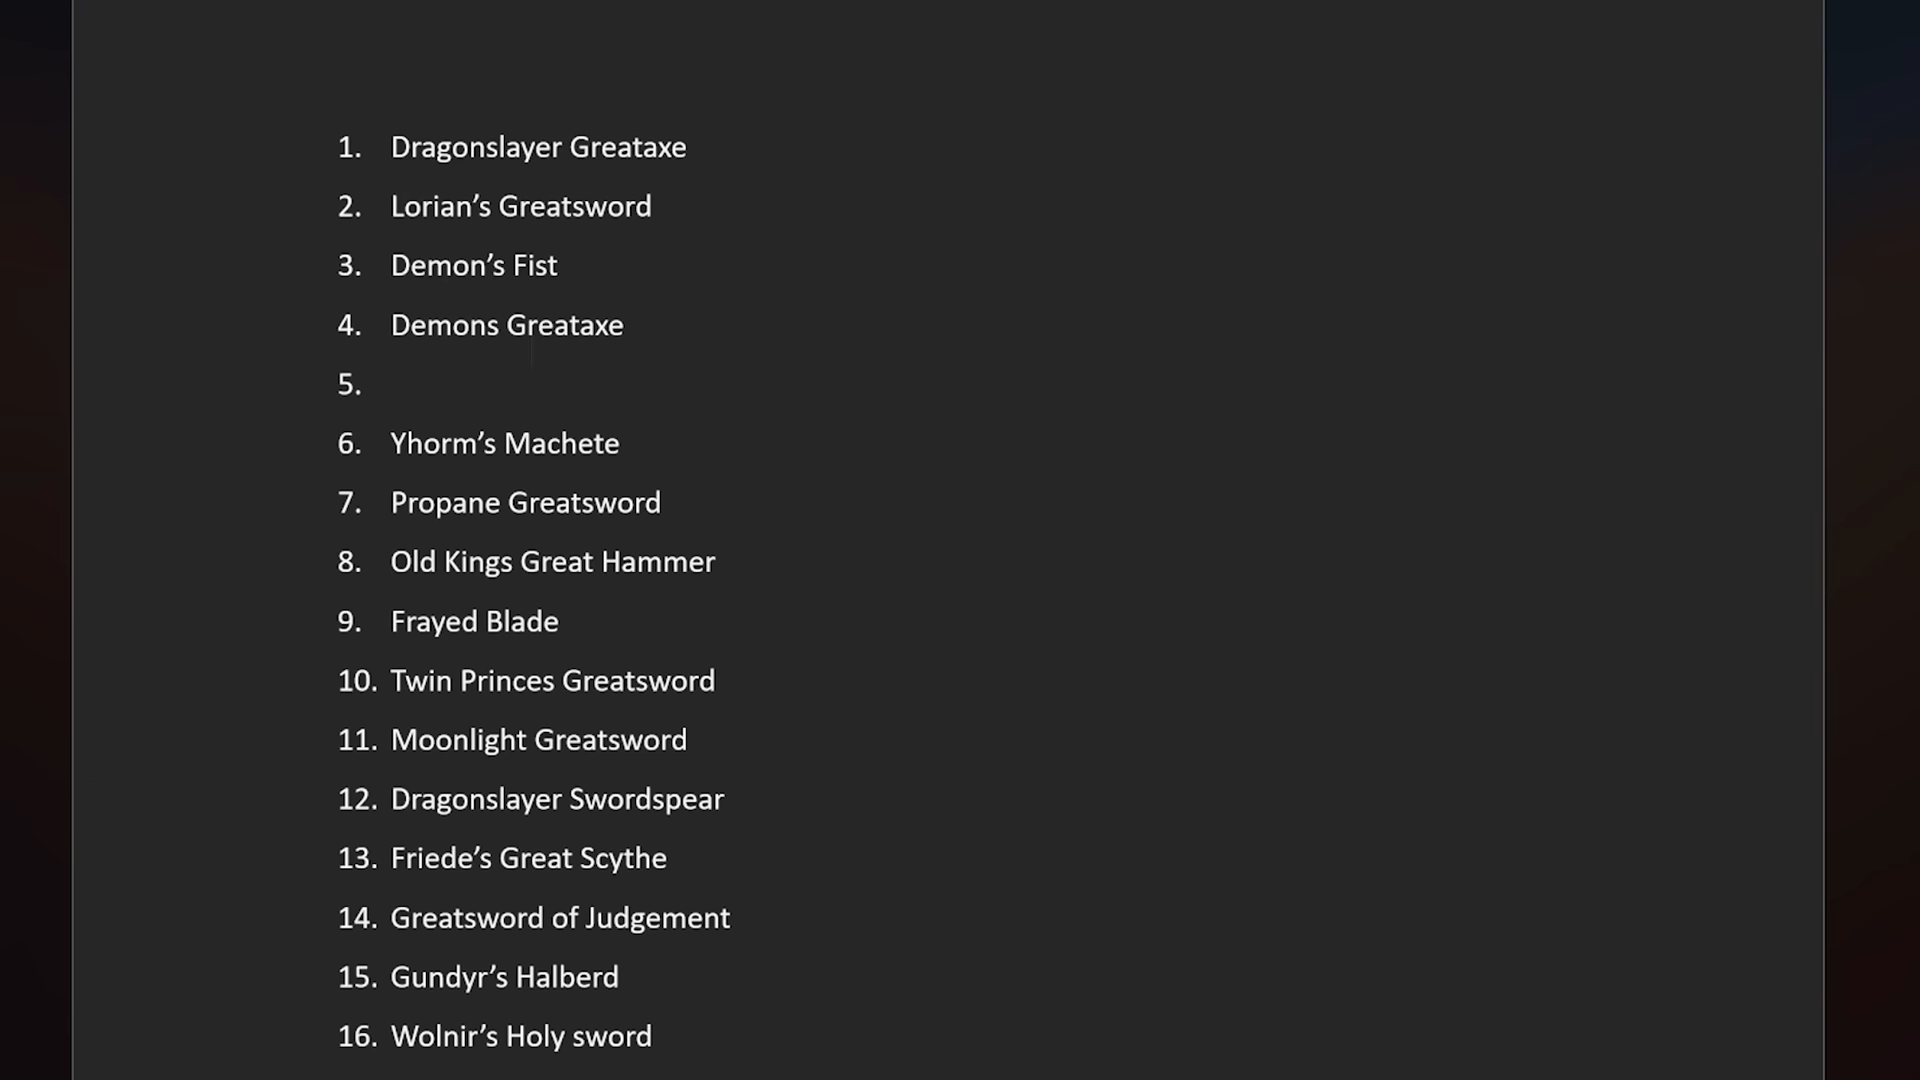 1. Dragonslayer Greataxe
2. Lorian’s Greatsword
3. Demon’s Fist
4. Demons Greataxe
5.
6. Yhorm’s Machete
7. Propane Greatsword
8. Old Kings Great Hammer
9. Frayed Blade
10. Twin Princes Greatsword
11. Moonlight Greatsword
12. Dragonslayer Swordspear
13. Friede’s Great Scythe
14. Greatsword of Judgement
15. Gundyr’s Halberd
16. Wolnir’s Holy sword